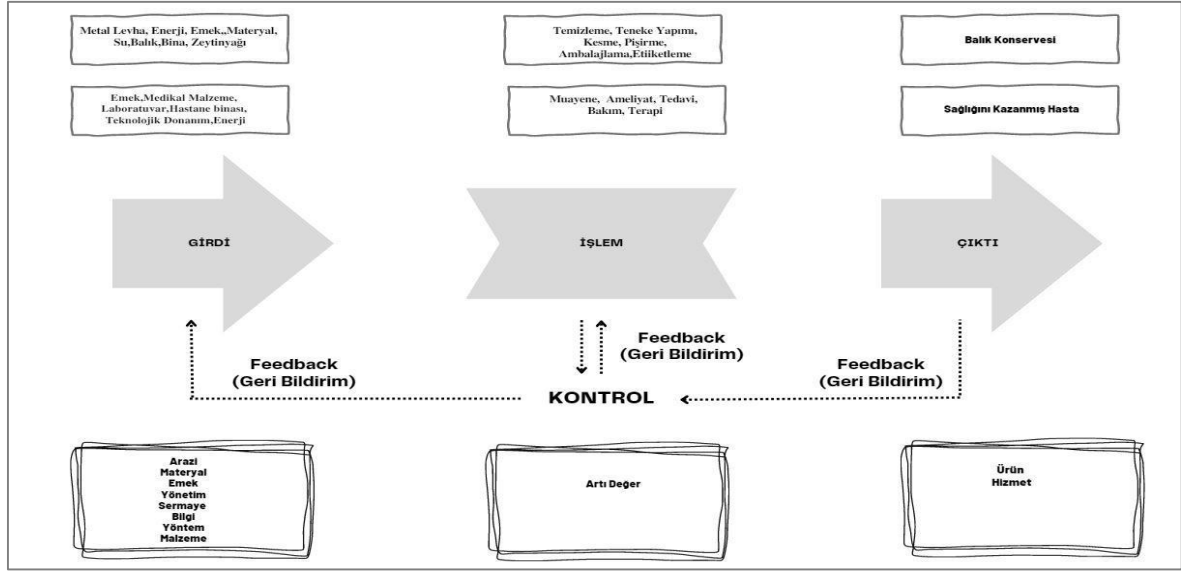 Metal Levha, Enerji, Emek,,Materyal,
Su,Balık,Bina, Zeytinyağı
Temizleme, Teneke Yapımı,
Kesme, Pişirme,
Ambalajlama,Etiiketleme
Balık Konservesi
Emek,Medikal Malzeme,
Laboratuvar,Hastane binası,
Teknolojik Donanım,Enerji
Muayene, Ameliyat, Tedavi,
Bakım, Terapi
Sağlığını Kazanmış Hasta
GİRDİ
İŞLEM
ÇIKTI
Feedback
(Geri Bildirim)
Feedback
(Geri Bildirim)
Feedback
(Geri Bildirim)
KONTROL
Arazi
Materyal
Emek
Yönetim
Sermaye
Bilgi
Yöntem
Malzeme
Artı Değer
Ürün
Hizmet